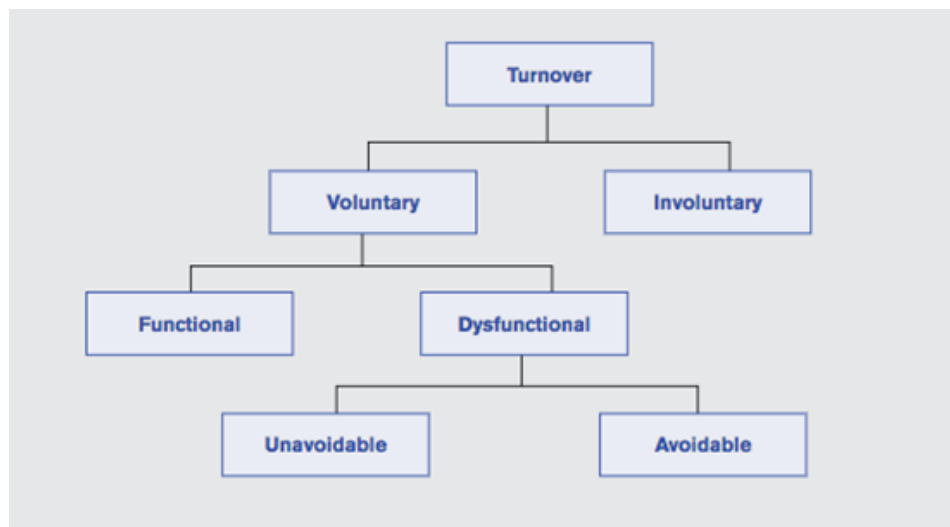 Turnover
Voluntary
Involuntary
Functional
Dysfunctional
Unavoidable
Avoidable